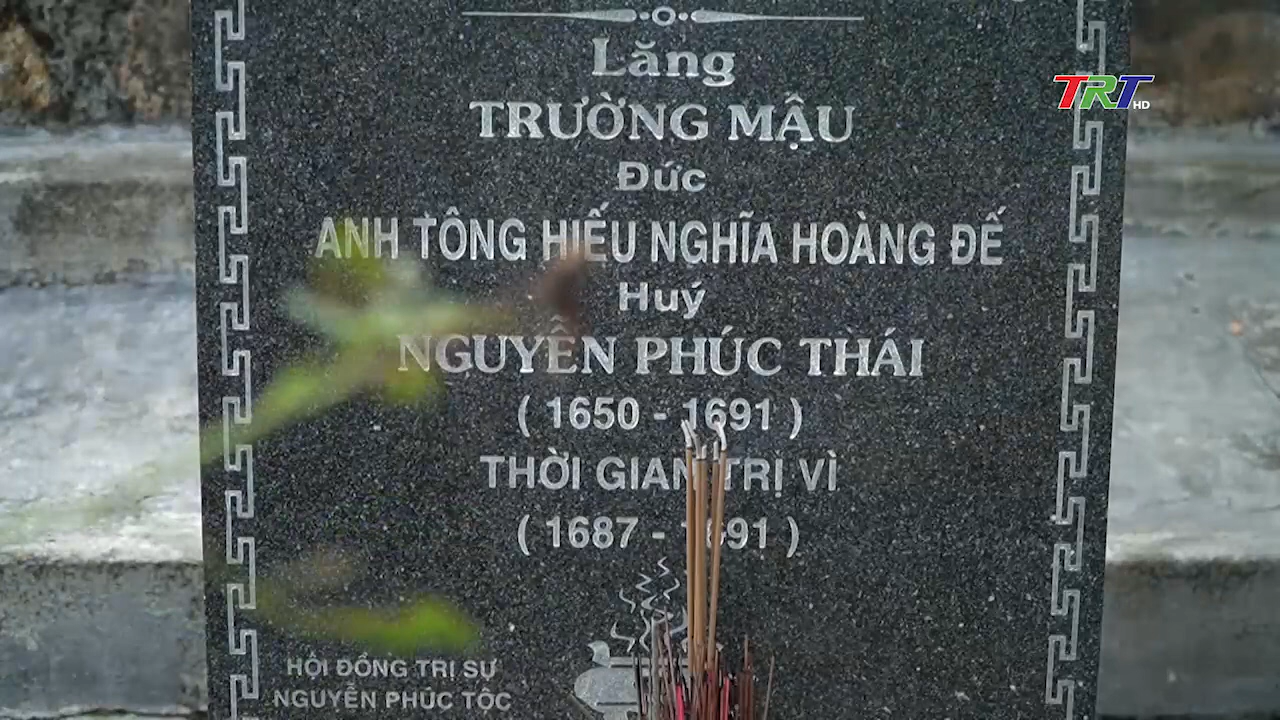 Lăng
TRƯỜNG MẬU
Đức
ANH TÔNG HIẾU NGHĨA HOÀNG ĐẾ
Huý
NGUYỄN PHÚC THÁI
( 1650 - 1691 )
THỜI GIAN TRỊ VÌ
( 1687 - 1691 )
HỘI ĐỒNG TRỊ SỰ
NGUYỄN PHÚC TỘC
TRT HD